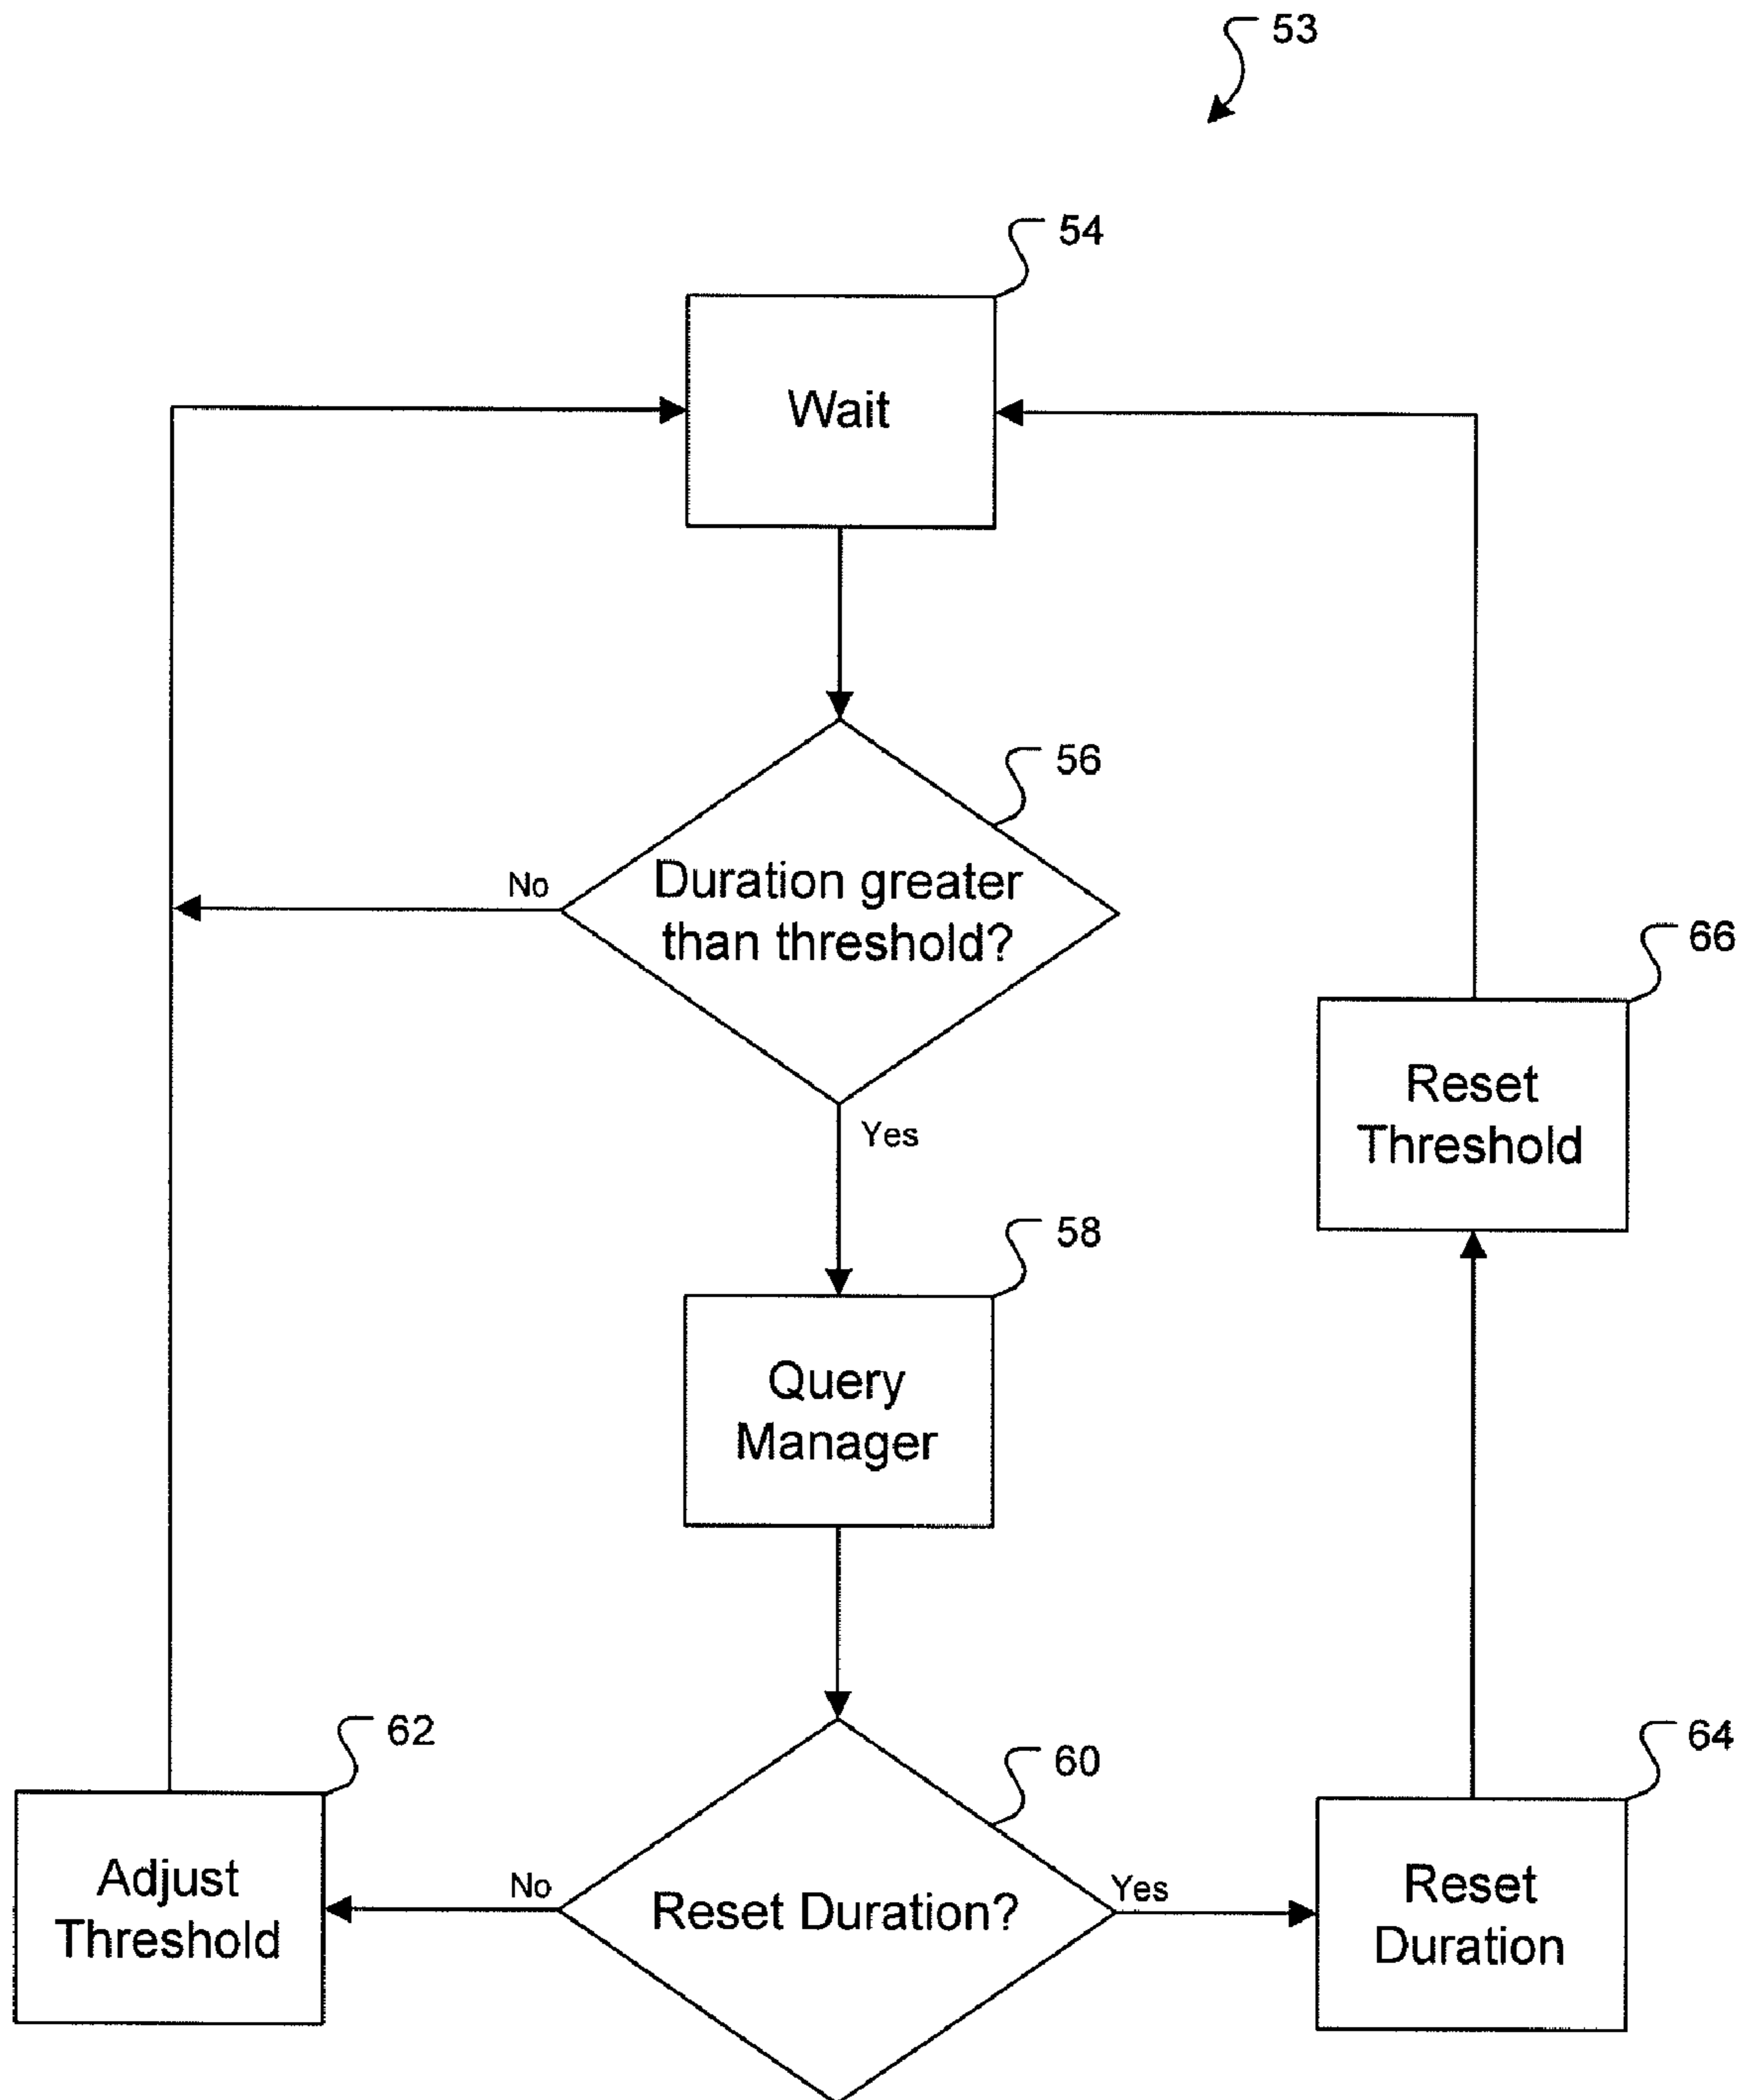 53
54
Wait
56
No
Duration greater
than threshold?
66
Yes
Reset
Threshold
58
Query
Manager
62
60
64
Adjust
Threshold
No
Reset Duration?
Yes
Reset
Duration